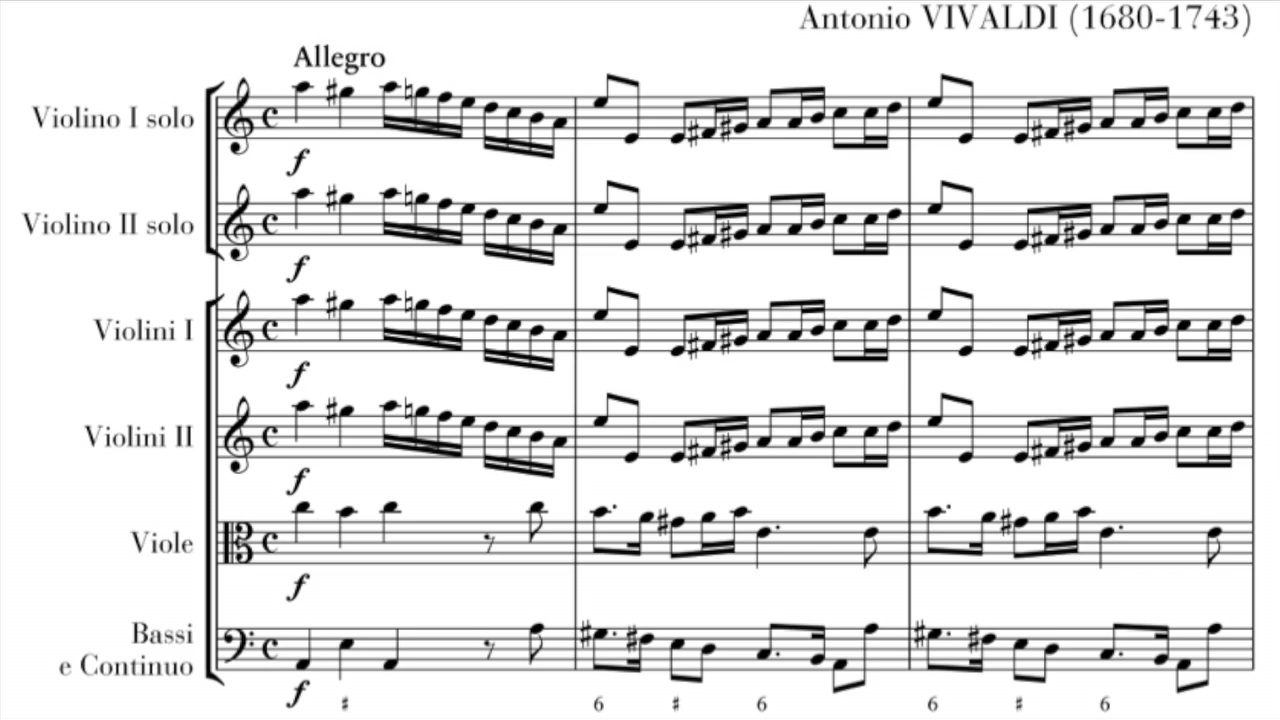 Antonio VIVALDI (1680-1743)
Allegro
Violino I solo
f
Violino II solo
f
Violini I
f
Violini II
f
Viole
f
Bassi
e Continuo
f
♯ 6 ♯ 6 6 ♯ 6